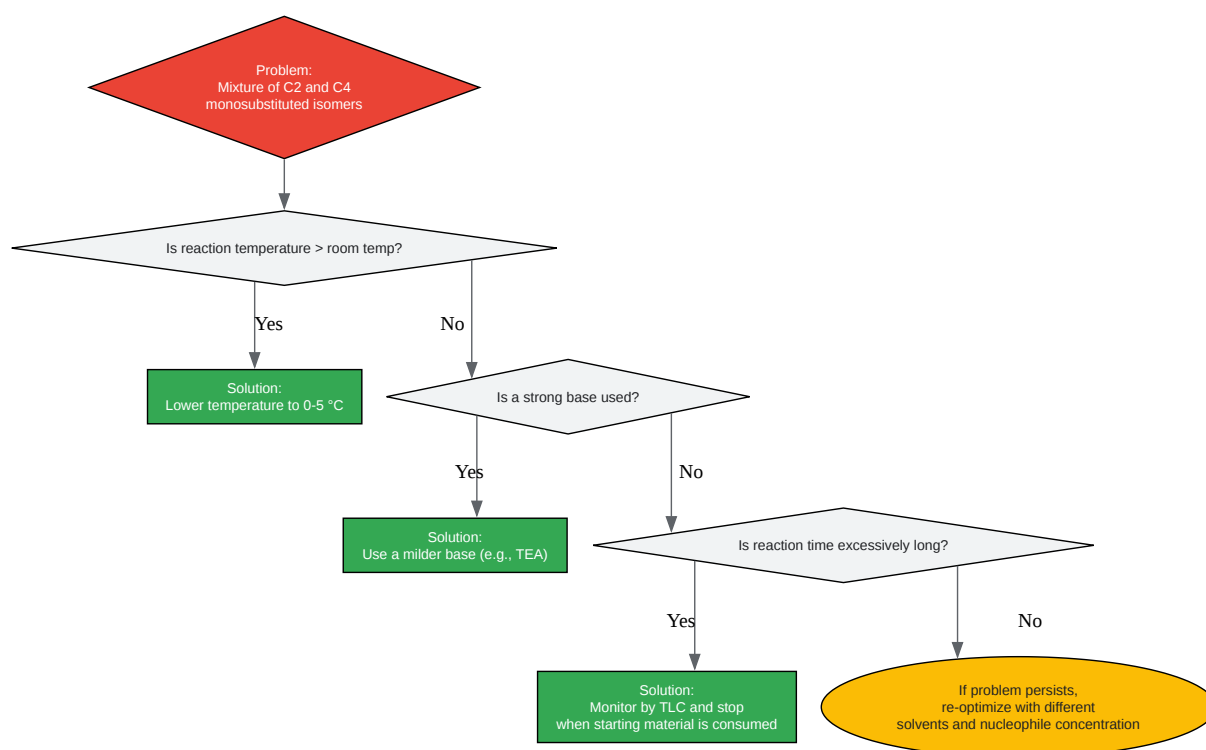 Problem:
Mixture of C2 and C4
monosubstituted isomers
Is reaction temperature > room temp?
Yes
No
Solution:
Lower temperature to 0-5 °C
Is a strong base used?
Yes
No
Solution:
Use a milder base (e.g., TEA)
Is reaction time excessively long?
Yes
No
Solution:
Monitor by TLC and stop
when starting material is consumed
If problem persists,
re-optimize with different
solvents and nucleophile concentration